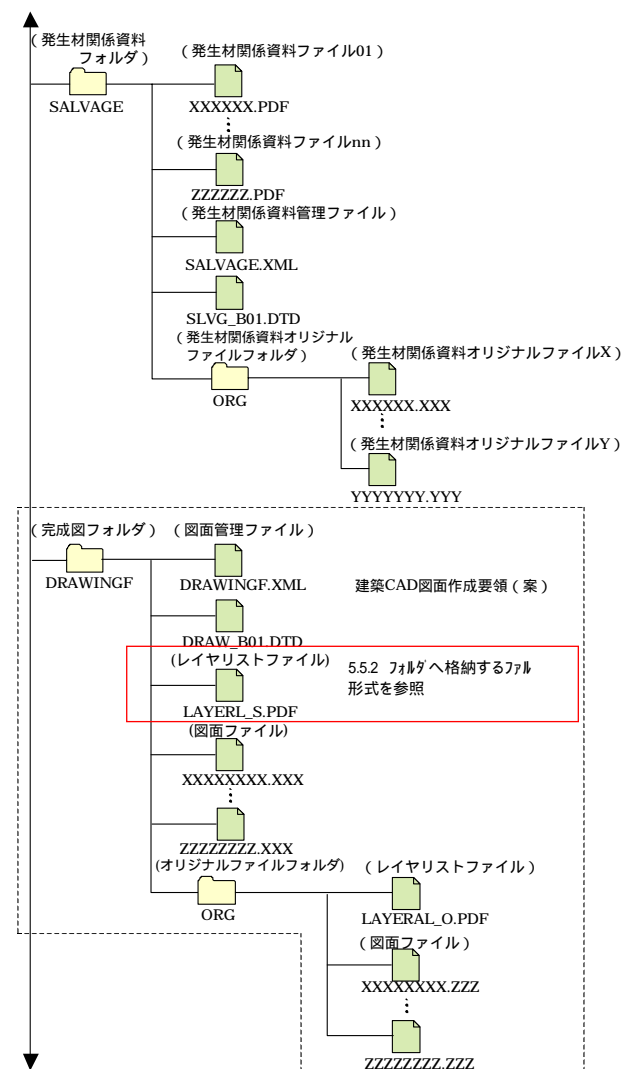 (発生材関係資料
フォルダ)
SALVAGE
(発生材関係資料ファイル01)
XXXXXX.PDF
(発生材関係資料ファイルnn)
ZZZZZZ.PDF
(発生材関係資料管理ファイル)
SALVAGE.XML
SLVG_B01.DTD
(発生材関係資料オリジナル
ファイルフォルダ)
ORG
(発生材関係資料オリジナルファイルX)
XXXXXX.XXX
(発生材関係資料オリジナルファイルY)
YYYYYYY.YYY
(完成図フォルダ)
DRAWINGF
(図面管理ファイル)
DRAWINGF.XML
建築CAD図面作成要領(案)
DRAW_B01.DTD
(レイヤリストファイル)
LAYERL_S.PDF
5.5.2 フォルダへ格納するファル
形式を参照
(図面ファイル)
XXXXXXXX.XXX
ZZZZZZZZ.XXX
(オリジナルファイルフォルダ)
ORG
(レイヤリストファイル)
LAYERAL_O.PDF
(図面ファイル)
XXXXXXXX.ZZZ
ZZZZZZZZ.ZZZ